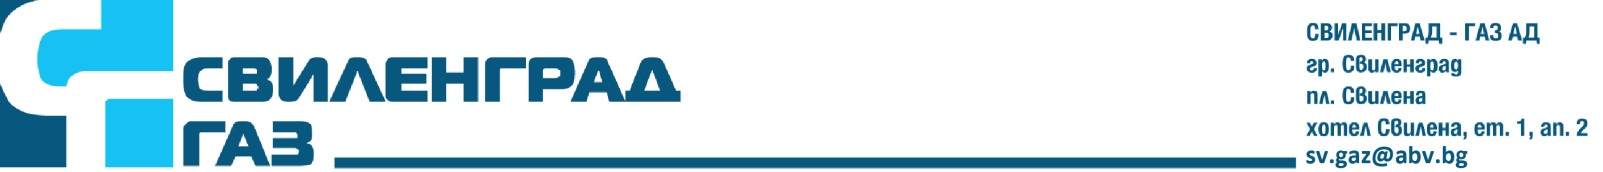 СВИЛЕНГРАД
ГАЗ
СВИЛЕНГРАД - ГАЗ АД
гр. Свиленград
пл. Свилена
хотел Свилена, ет. 1, ап. 2
sv.gaz@abv.bg